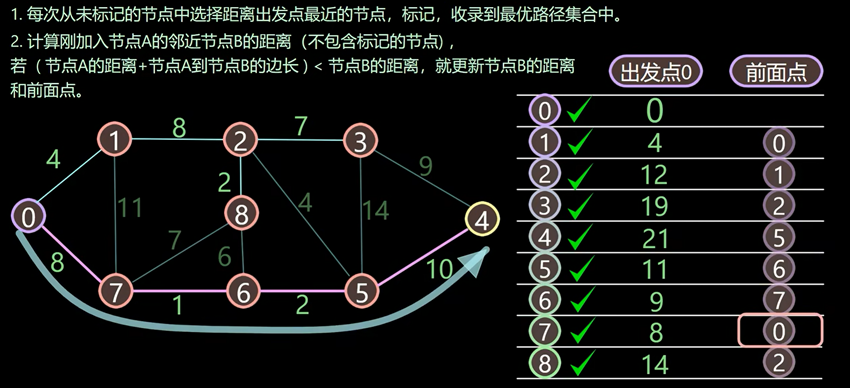 1. 每次从未标记的节点中选择距离出发点最近的节点，标记，收录到最优路径集合中。
2. 计算刚加入节点A的邻近节点B的距离（不包含标记的节点），
若（节点A的距离+节点A到节点B的边长）< 节点B的距离，就更新节点B的距离
和前面点。
出发点0 前面点
0 0
1 4 0
2 12 1
3 19 2
4 21 5
5 11 6
6 9 7
7 8 0
8 14 2
1 8 2 7 3
4 2 9
11 7 8 4 14
0 4
8 6 10
7 1 6 2 5